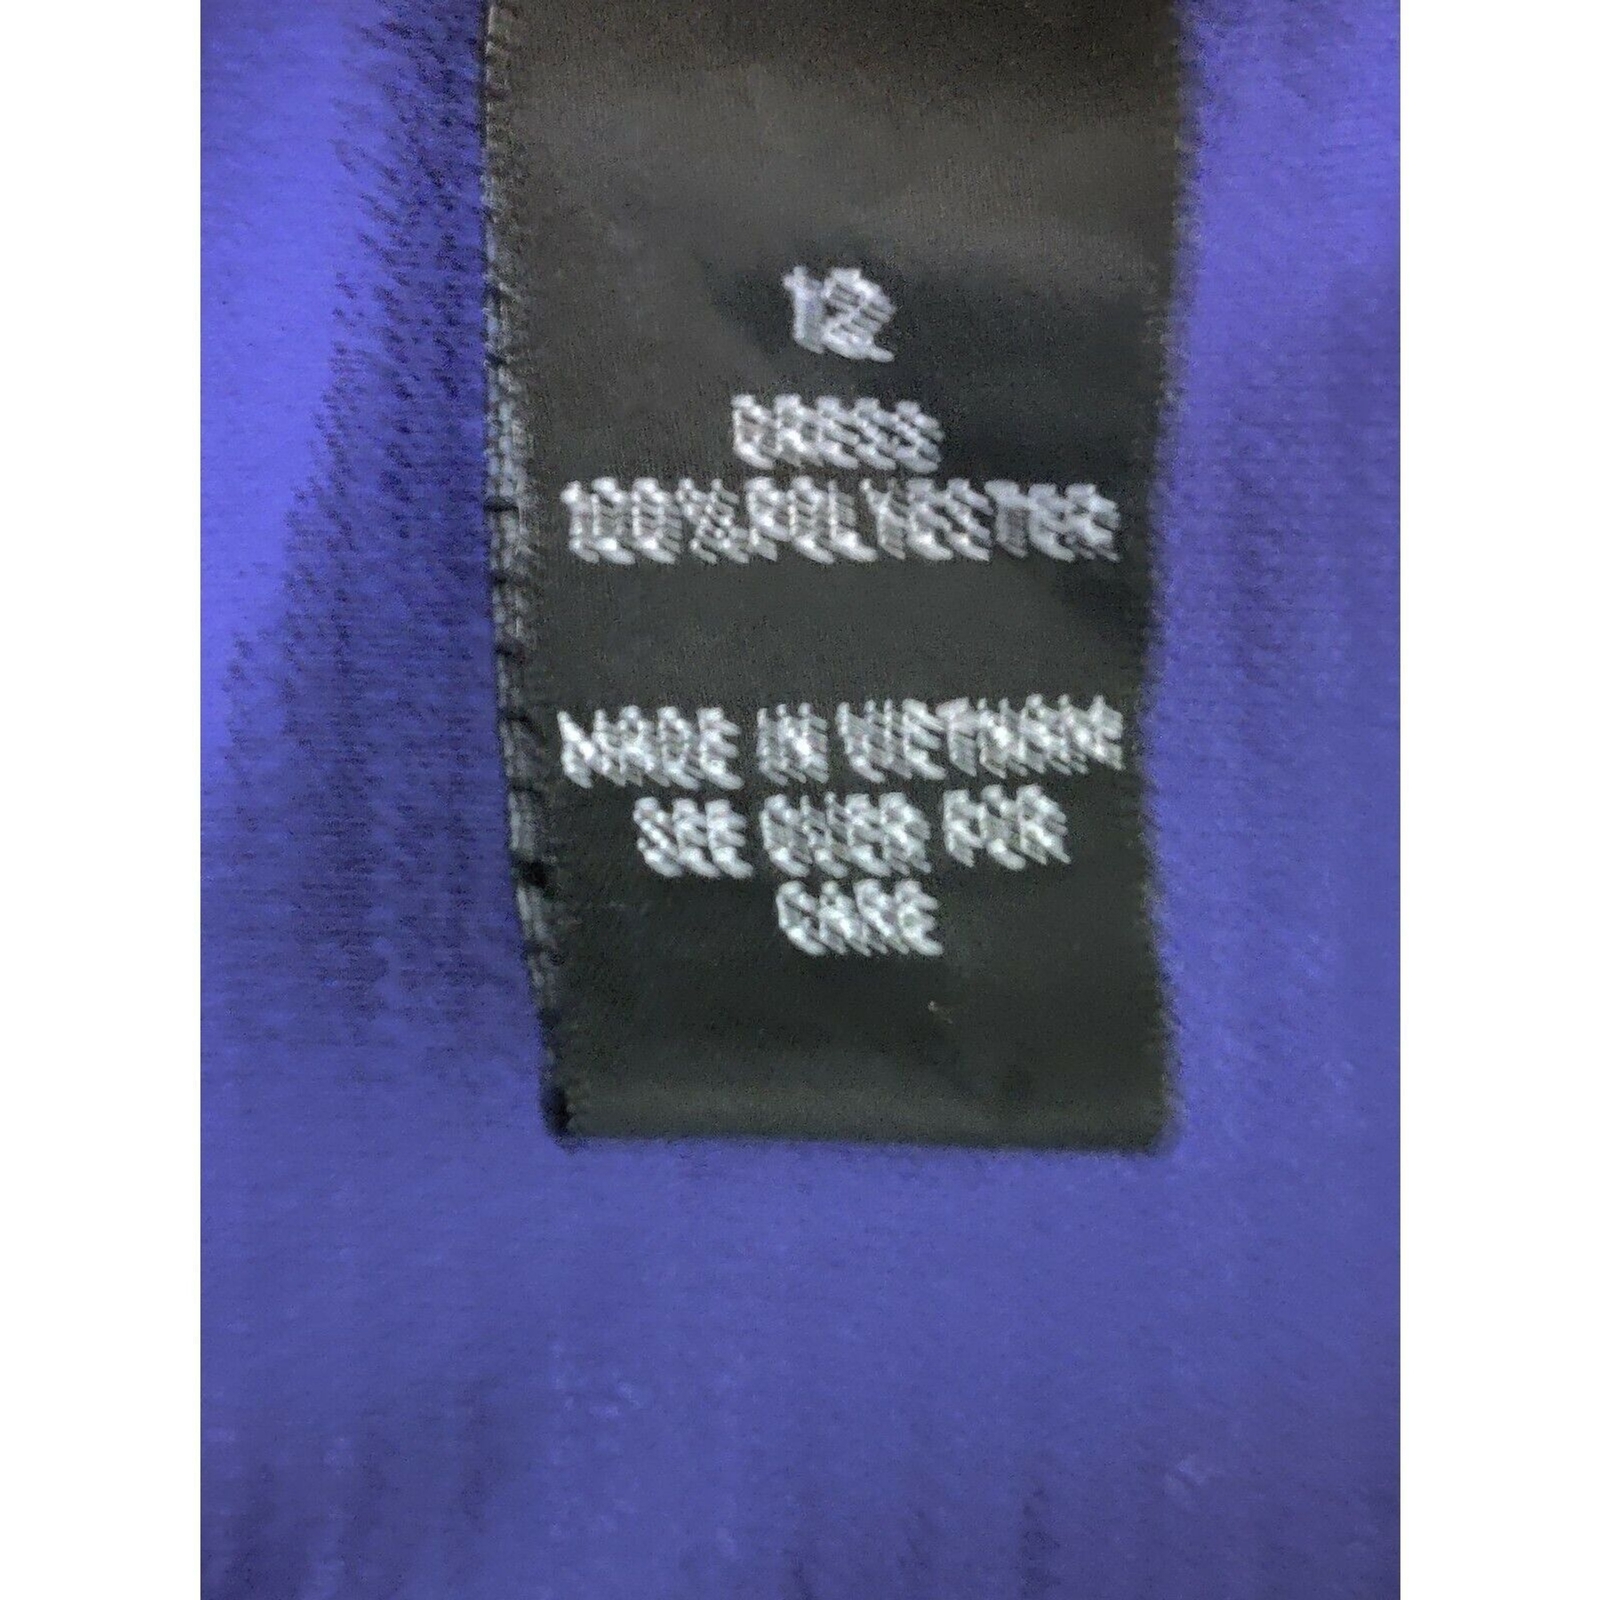 12
DRESS
100% POLYESTER
MADE IN VIETNAM
SEE OVER FOR
CARE